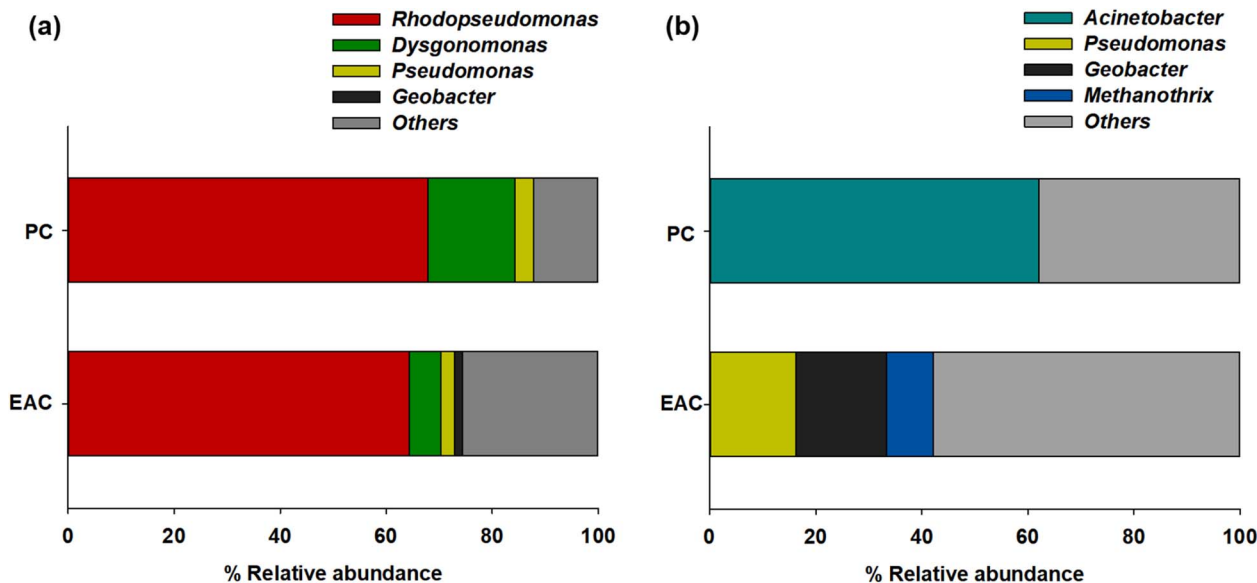 (a)
Rhodopseudomonas
Dysgonomonas
Pseudomonas
Geobacter
Others
PC
EAC
0 20 40 60 80 100
% Relative abundance
(b)
Acinetobacter
Pseudomonas
Geobacter
Methanothrix
Others
PC
EAC
0 20 40 60 80 100
% Relative abundance